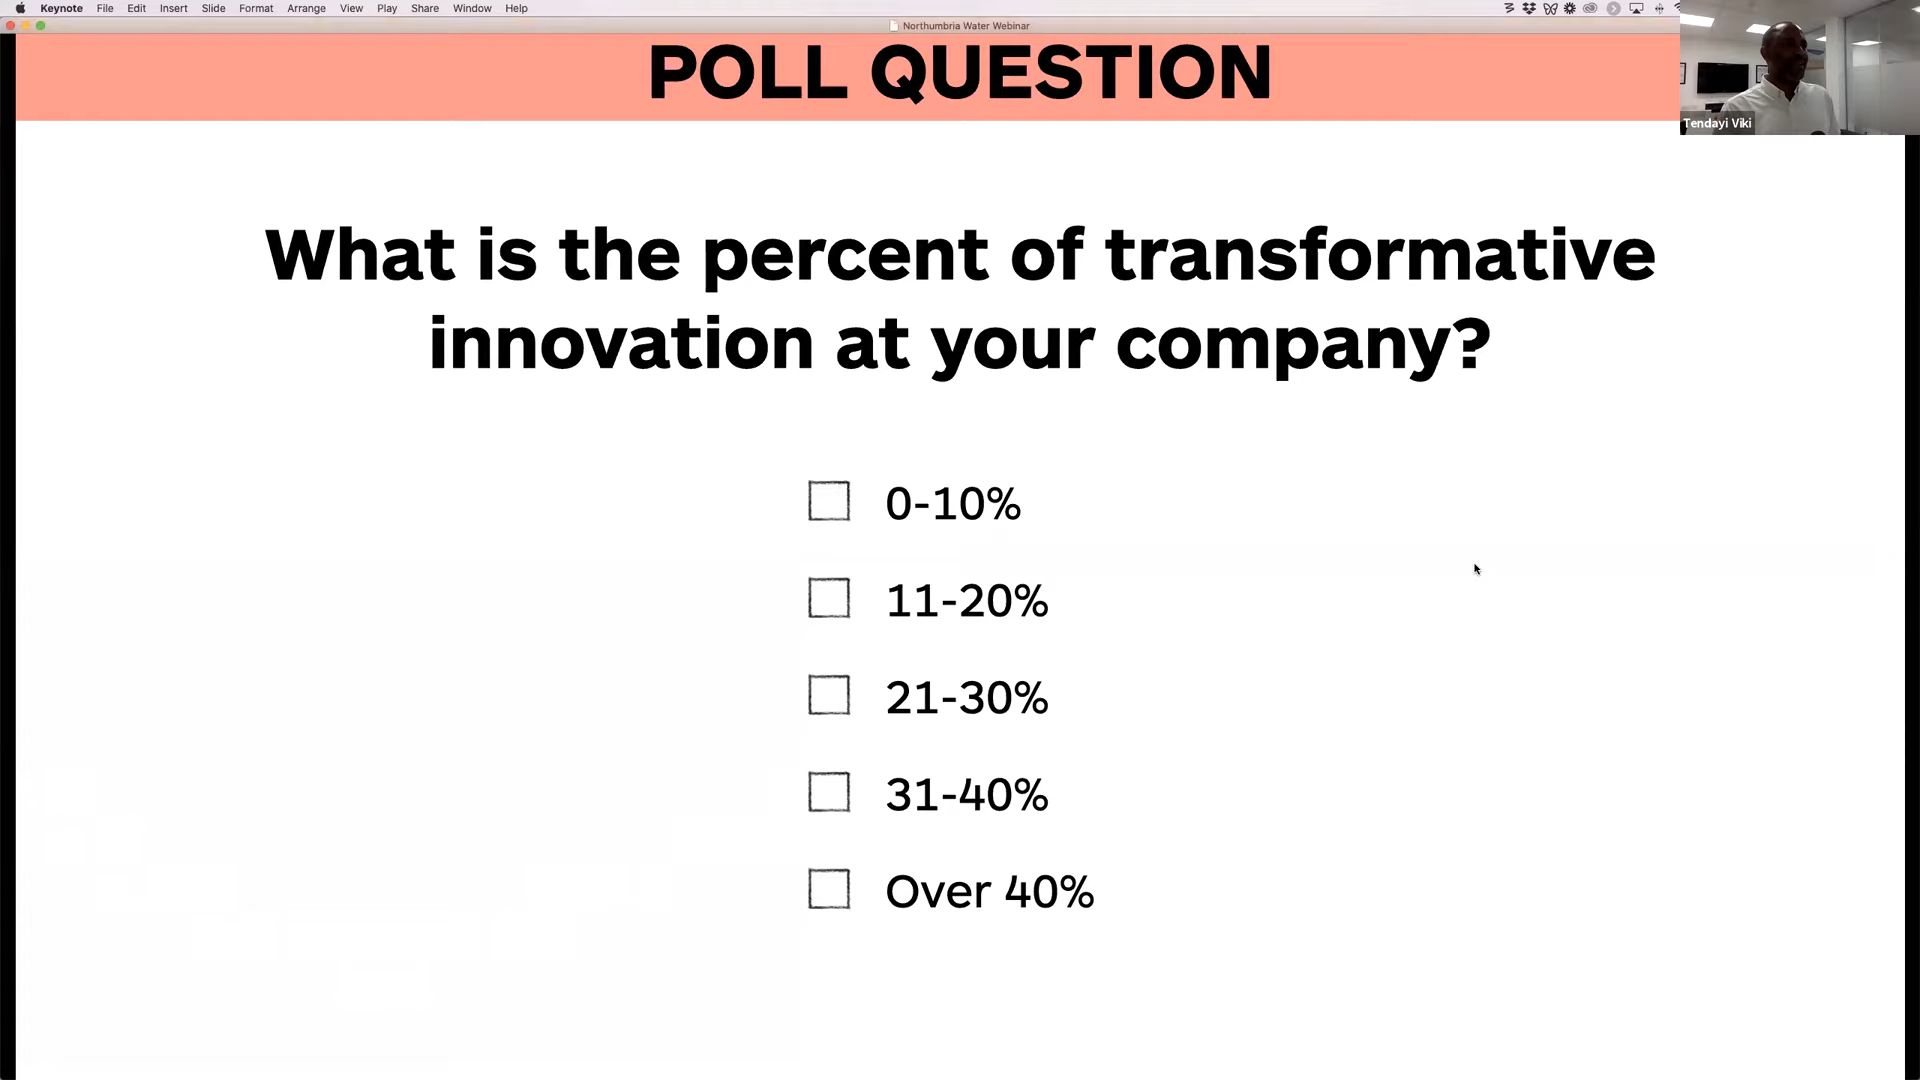 Keynote File Edit Insert Slide Format Arrange View Play Share Window Help
Northumbria Water Webinar
POLL QUESTION
Tendayi Viki
What is the percent of transformative
innovation at your company?
0-10%
11-20%
21-30%
31-40%
Over 40%